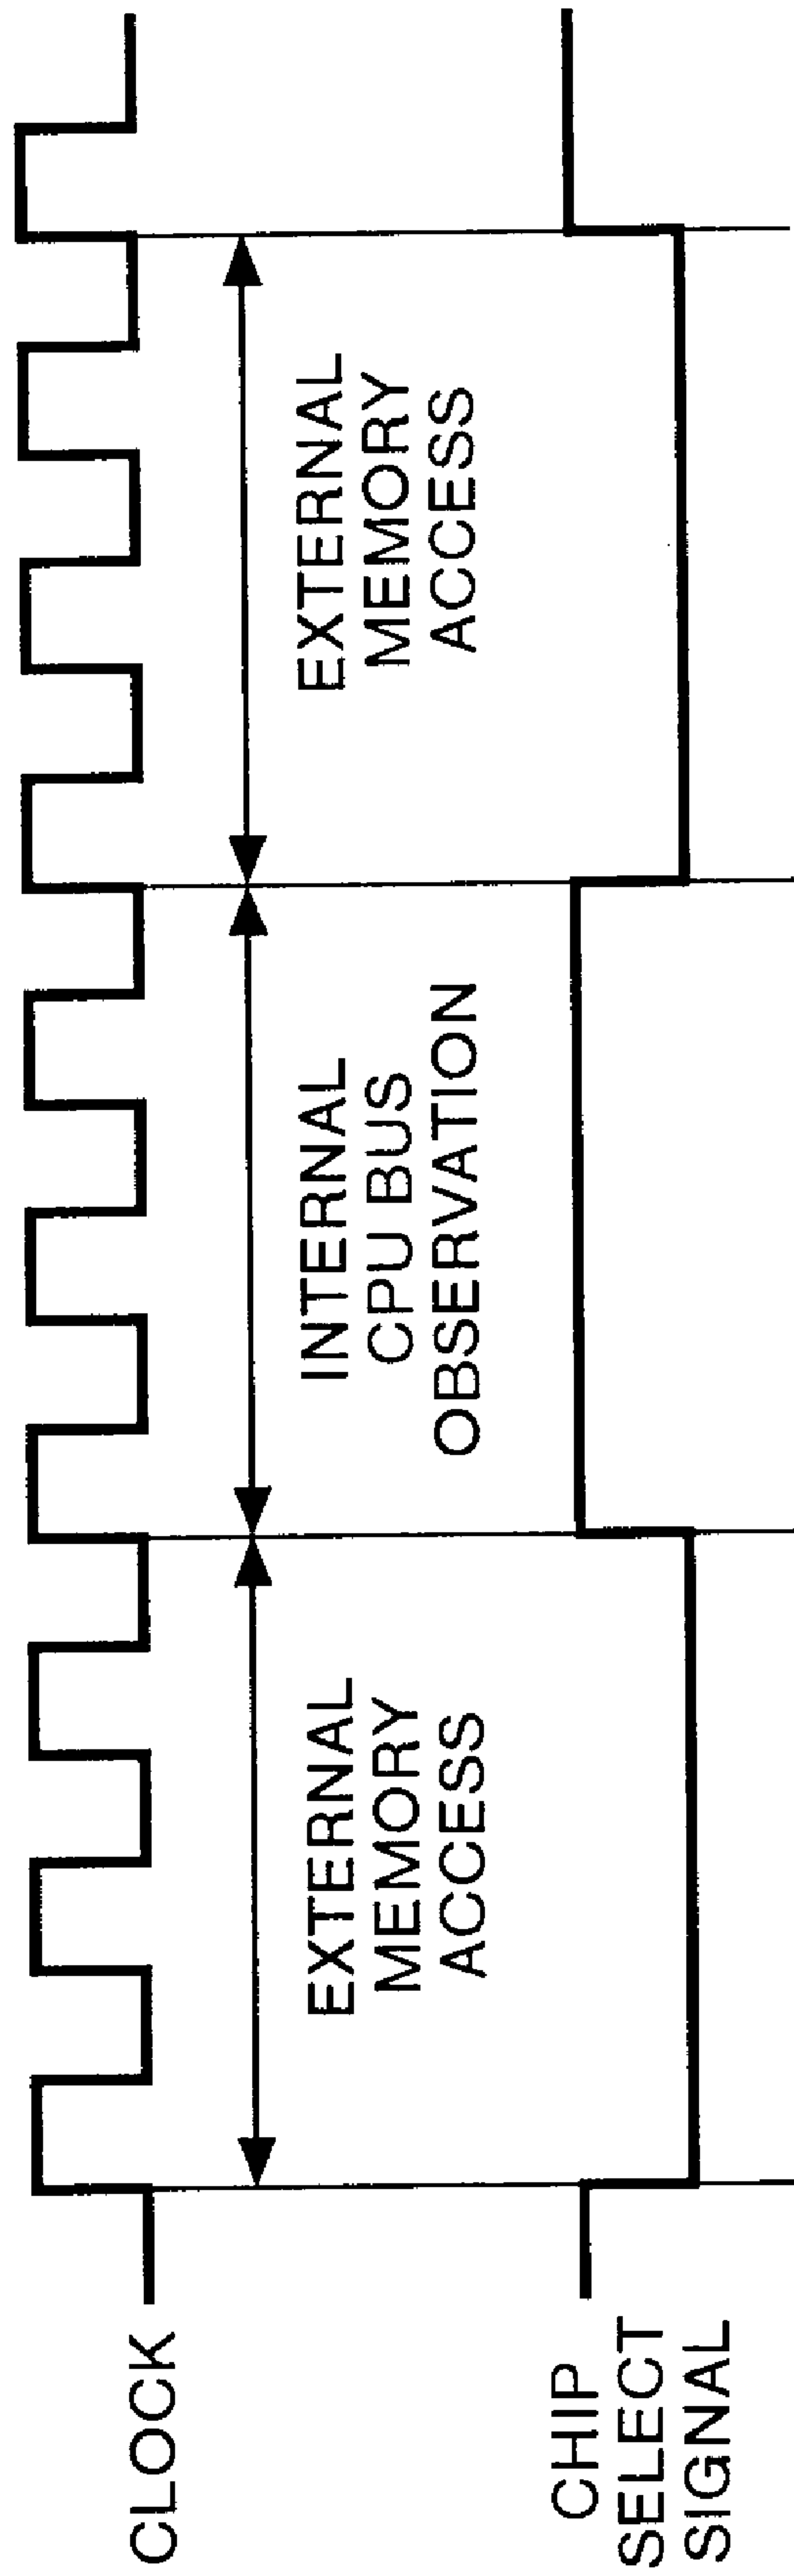 CLOCK
EXTERNAL
MEMORY
ACCESS
INTERNAL
CPU BUS
OBSERVATION
EXTERNAL
MEMORY
ACCESS
CHIP
SELECT
SIGNAL